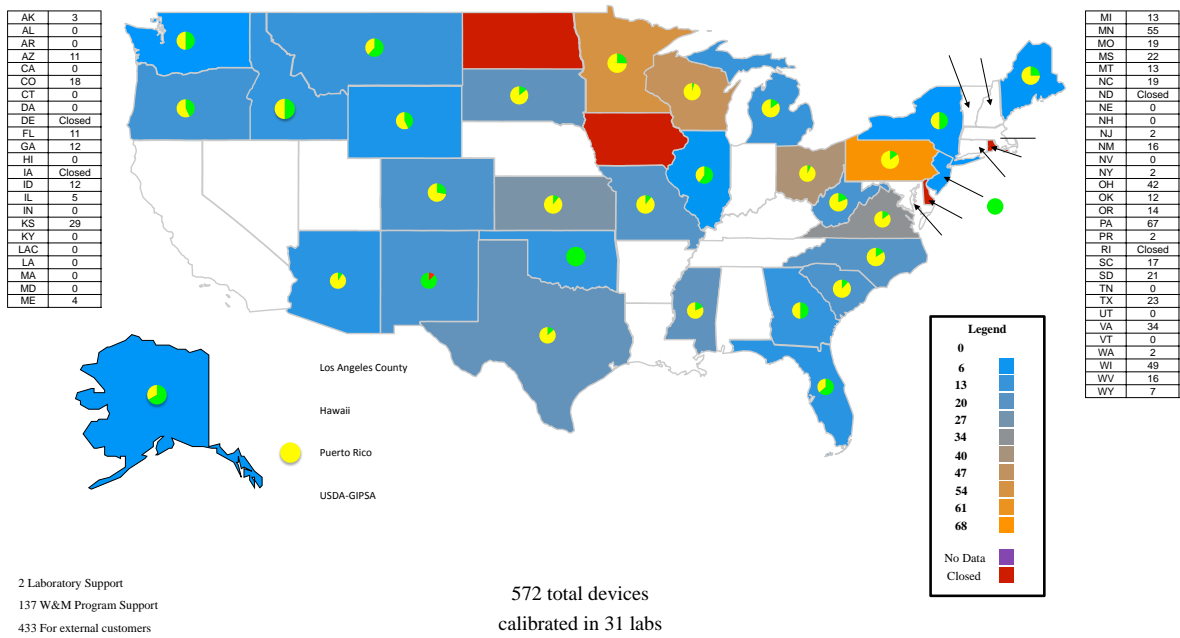 AK 3
AL 0
AR 0
AZ 11
CA 0
CO 18
CT 0
DA 0
DE Closed
FL 11
GA 12
HI 0
IA Closed
ID 12
IL 5
IN 0
KS 29
KY 0
LAC 0
LA 0
MA 0
MD 0
ME 4
MI 13
MN 55
MO 19
MS 22
MT 13
NC 19
ND Closed
NE 0
NH 0
NJ 2
NM 16
NV 0
NY 2
OH 42
OK 12
OR 14
PA 67
PR 2
RI Closed
SC 17
SD 21
TN 0
TX 23
UT 0
VA 34
VT 0
WA 2
WI 49
WV 16
WY 7
Los Angeles County
Hawaii
Puerto Rico
USDA-GIPSA
Legend
0
6
13
20
27
34
40
47
54
61
68
No Data
Closed
2 Laboratory Support
137 W&M Program Support
433 For external customers
572 total devices
calibrated in 31 labs